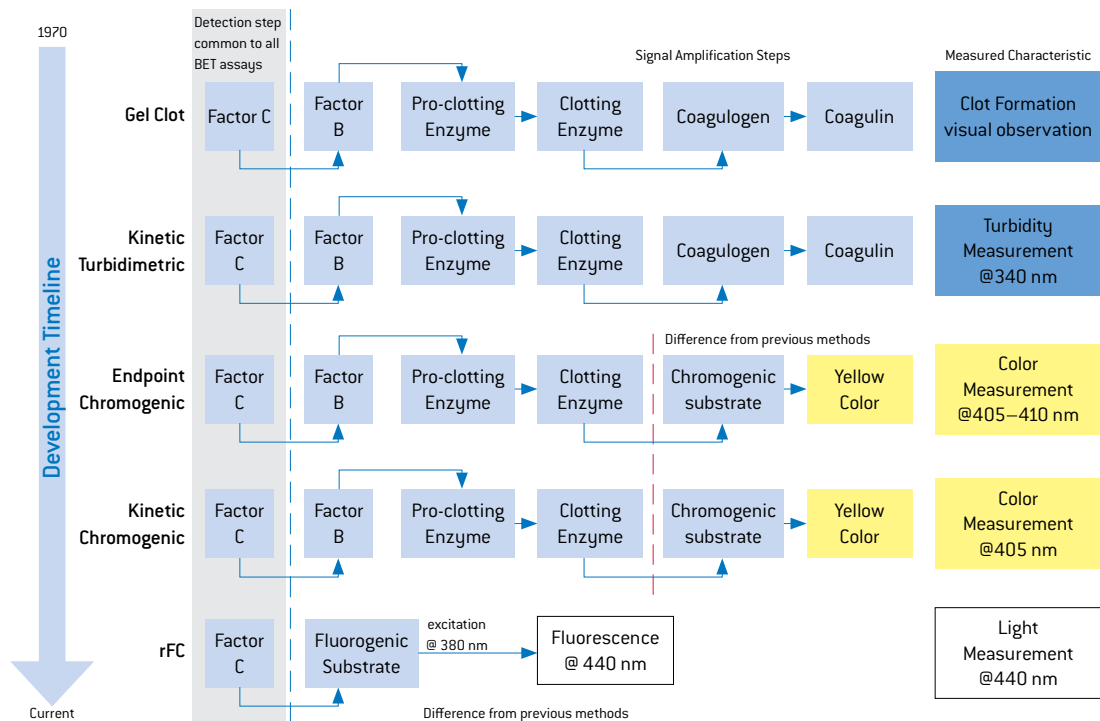 1970
Detection step
common to all
BET assays
Signal Amplification Steps
Measured Characteristic
Gel Clot
Factor C
Factor
B
Pro-clotting
Enzyme
Clotting
Enzyme
Coagulogen
Coagulin
Clot Formation
visual observation
Kinetic
Turbidimetric
Factor
C
Factor
B
Pro-clotting
Enzyme
Clotting
Enzyme
Coagulogen
Coagulin
Turbidity
Measurement
@340 nm
Difference from previous methods
Endpoint
Chromogenic
Factor
C
Factor
B
Pro-clotting
Enzyme
Clotting
Enzyme
Chromogenic
substrate
Yellow
Color
Color
Measurement
@405–410 nm
Kinetic
Chromogenic
Factor
C
Factor
B
Pro-clotting
Enzyme
Clotting
Enzyme
Chromogenic
substrate
Yellow
Color
Color
Measurement
@405 nm
rFC
Factor
C
Fluorogenic
Substrate
excitation
@ 380 nm
Fluorescence
@ 440 nm
Light
Measurement
@440 nm
Difference from previous methods
Development Timeline
Current